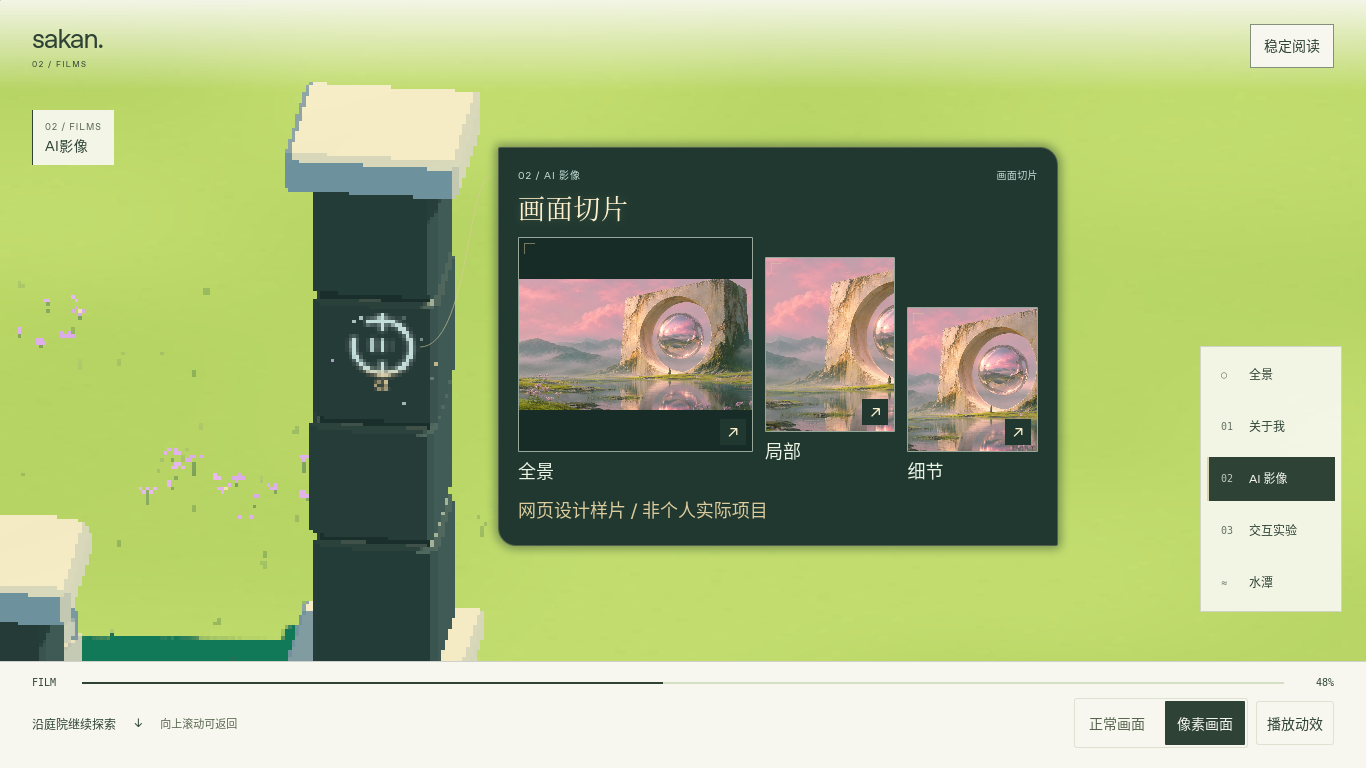 sakan.
02 / FILMS
稳定阅读
02 / FILMS
AI影像
02 / AI 影像
画面切片
画面切片
全景
局部
细节
网页设计样片 / 非个人实际项目
○ 全景
01 关于我
02 AI 影像
03 交互实验
≈ 水潭
FILM
48%
沿庭院继续探索 ↓ 向上滚动可返回
正常画面
像素画面
播放动效